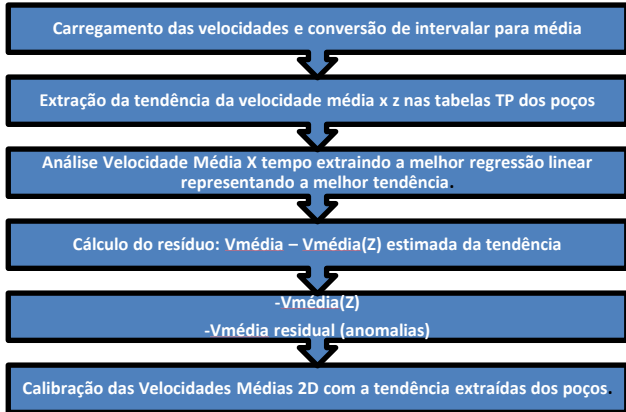 Carregamento das velocidades e conversão de intervalar para média
Extração da tendência da velocidade média x z nas tabelas TP dos poços
Análise Velocidade Média X tempo extraindo a melhor regressão linear
representando a melhor tendência.
Cálculo do resíduo: Vmédia – Vmédia(Z) estimada da tendência
-Vmédia(Z)
-Vmédia residual (anomalias)
Calibração das Velocidades Médias 2D com a tendência extraídas dos poços.